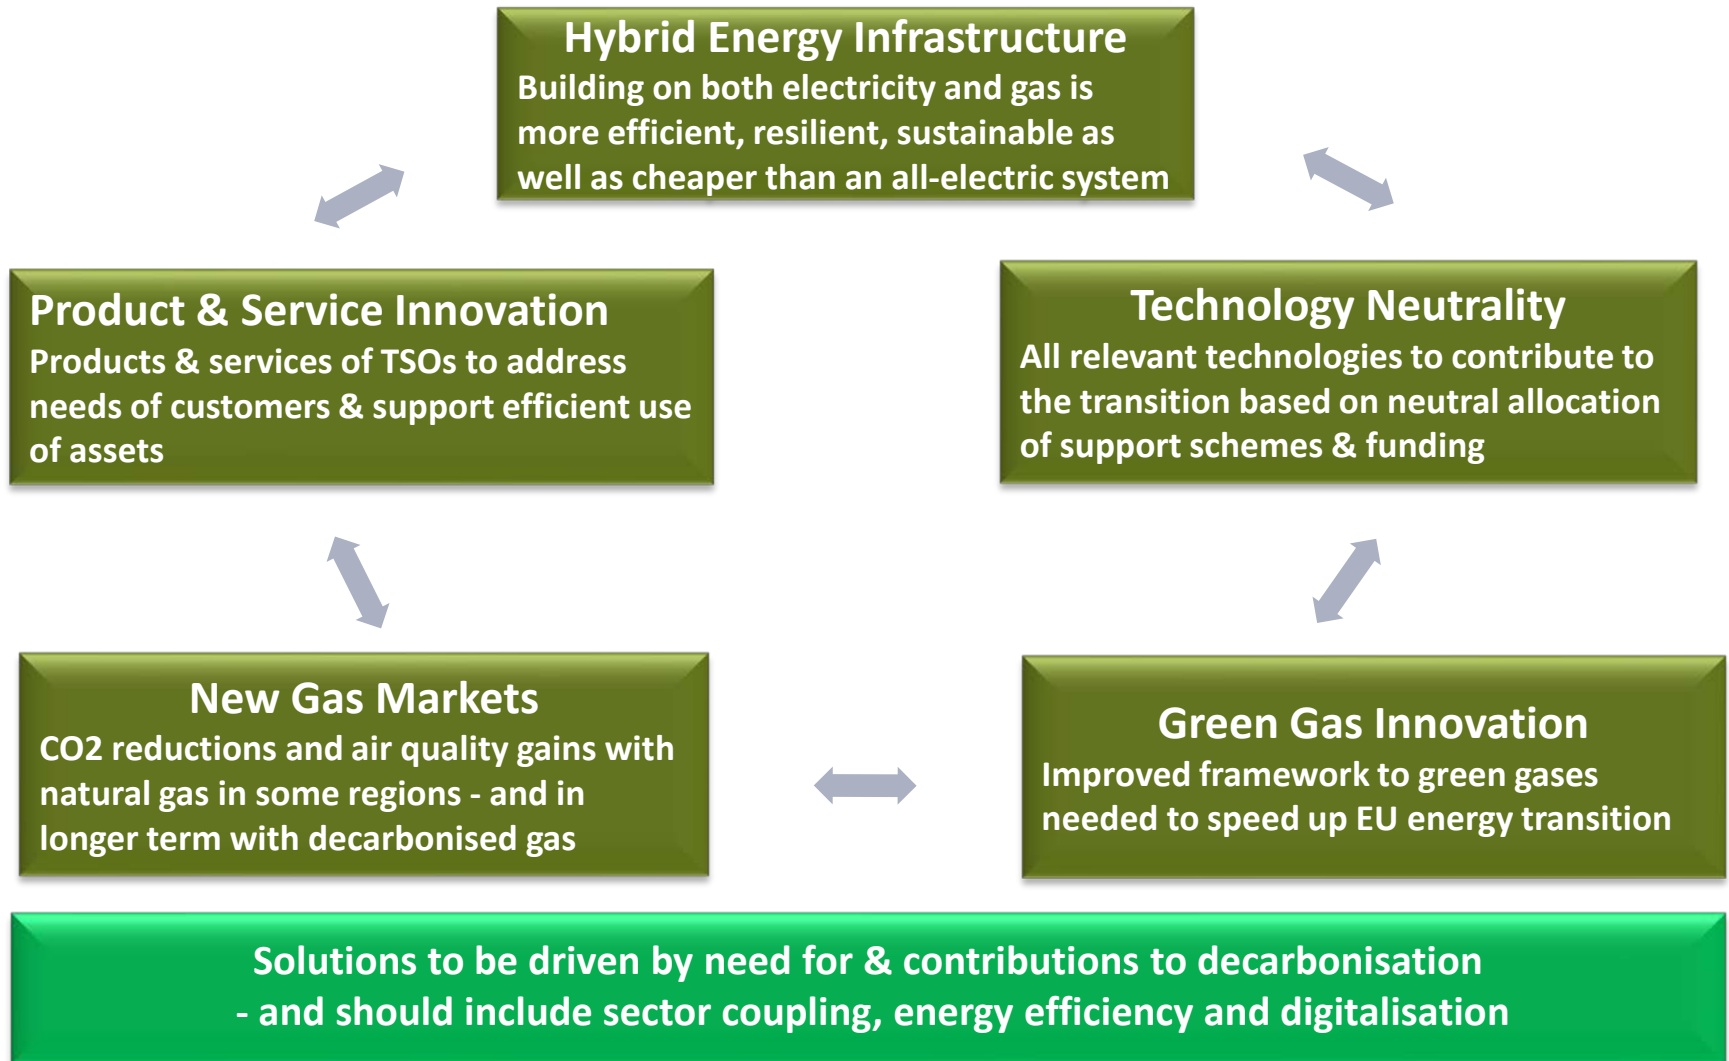 Hybrid Energy Infrastructure
Building on both electricity and gas is
more efficient, resilient, sustainable as
well as cheaper than an all-electric system
Product & Service Innovation
Products & services of TSOs to address
needs of customers & support efficient use
of assets
Technology Neutrality
All relevant technologies to contribute to
the transition based on neutral allocation
of support schemes & funding
New Gas Markets
CO2 reductions and air quality gains with
natural gas in some regions - and in
longer term with decarbonised gas
Green Gas Innovation
Improved framework to green gases
needed to speed up EU energy transition
Solutions to be driven by need for & contributions to decarbonisation
- and should include sector coupling, energy efficiency and digitalisation